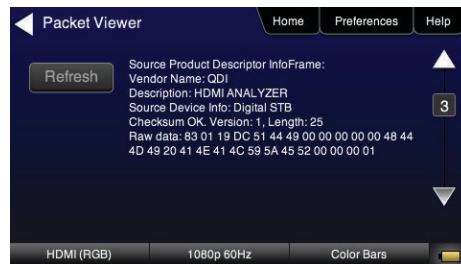 Packet Viewer
Home
Preferences
Help
Refresh
Source Product Descriptor InfoFrame:
Vendor Name: QDI
Description: HDMI ANALYZER
Source Device Info: Digital STB
Checksum OK. Version: 1, Length: 25
Raw data: 83 01 19 DC 51 44 49 00 00 00 00 00 48 44
4D 49 20 41 4E 41 4C 59 5A 45 52 00 00 00 01
3
HDMI (RGB)
1080p 60Hz
Color Bars